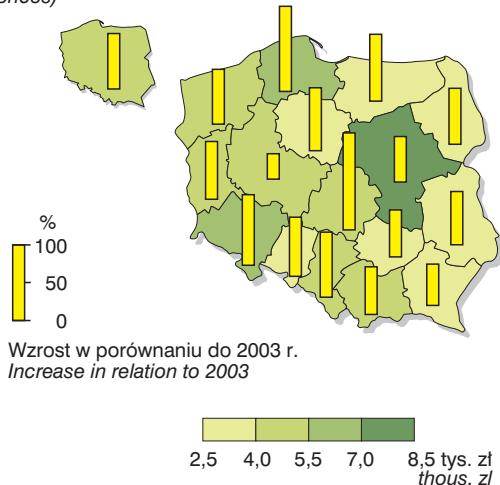 %
100
50
0
Wzrost w porównaniu do 2003 r.
Increase in relation to 2003
2,5 4,0 5,5 7,0 8,5 tys. zł
thous. zl